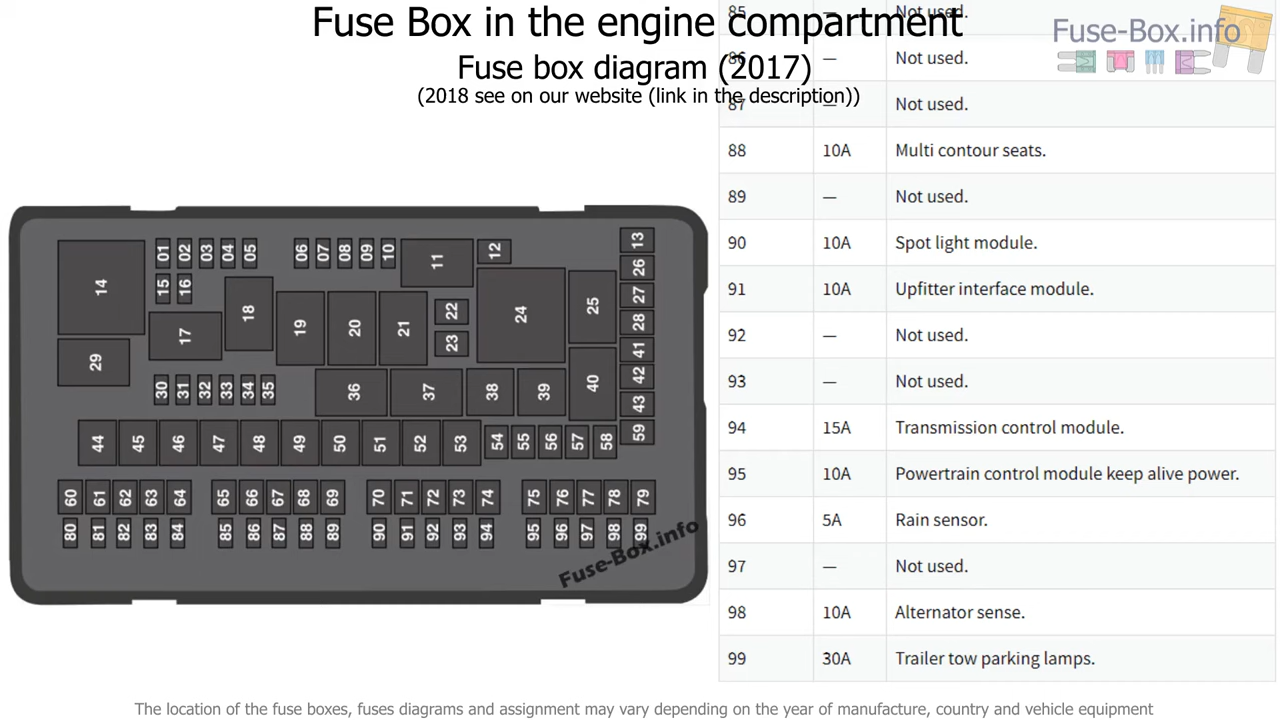 Fuse Box in the engine compartment
Fuse box diagram (2017)
(2018 see on our website (link in the description))
Fuse-Box.info
85 — Not used.
86 — Not used.
87 — Not used.
88 10A Multi contour seats.
89 — Not used.
90 10A Spot light module.
91 10A Upfitter interface module.
92 — Not used.
93 — Not used.
94 15A Transmission control module.
95 10A Powertrain control module keep alive power.
96 5A Rain sensor.
97 — Not used.
98 10A Alternator sense.
99 30A Trailer tow parking lamps.
01 02 03 04 05 06 07 08 09 10 11 12 13
14 15 16 17 18 19 20 21 22 23 24 25 26 27 28
29 30 31 32 33 34 35 36 37 38 39 40 41 42 43
44 45 46 47 48 49 50 51 52 53 54 55 56 57 58 59
60 61 62 63 64 65 66 67 68 69 70 71 72 73 74 75 76 77 78 79
80 81 82 83 84 85 86 87 88 89 90 91 92 93 94 95 96 97 98 99
Fuse-Box.info
The location of the fuse boxes, fuses diagrams and assignment may vary depending on the year of manufacture, country and vehicle equipment